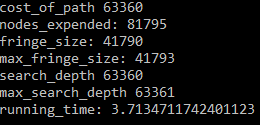 cost_of_path 63360
nodes_expended: 81795
fringe_size: 41790
max_fringe_size: 41793
search_depth 63360
max_search_depth 63361
running_time: 3.7134711742401123